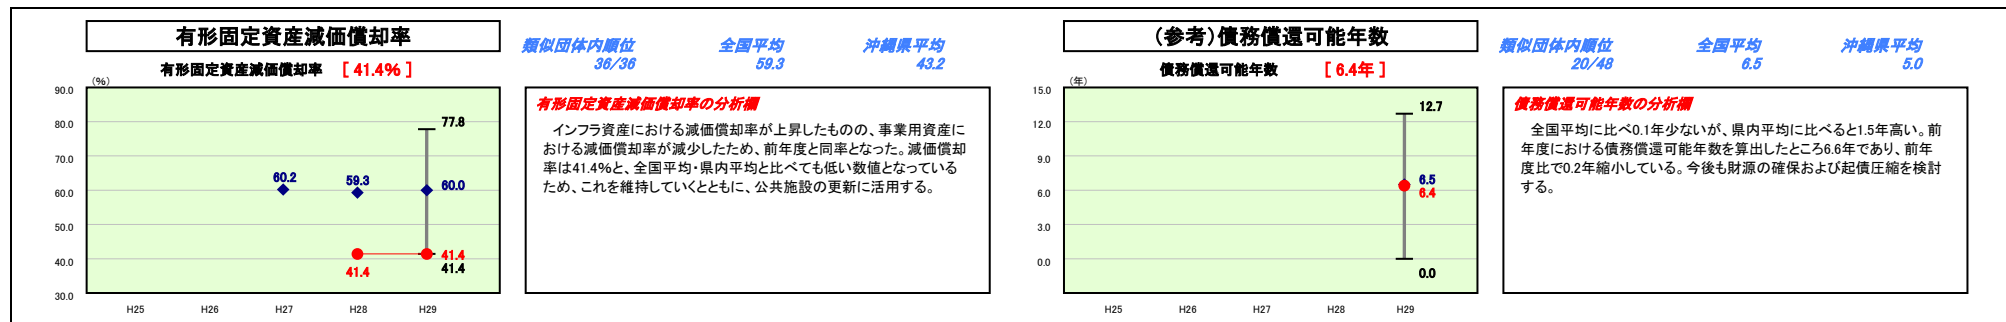 有形固定資産減価償却率
有形固定資産減価償却率 [ 41.4% ]
類似団体内順位 全国平均 沖縄県平均
36/36 59.3 43.2
(%)
90.0
80.0
70.0
60.0
50.0
40.0
30.0
77.8
60.2
59.3
60.0
41.4
41.4
41.4
H25 H26 H27 H28 H29
有形固定資産減価償却率の分析欄
インフラ資産における減価償却率が上昇したものの、事業用資産に
おける減価償却率が減少したため、前年度と同率となった。減価償却
率は41.4%と、全国平均・県内平均と比べても低い数値となっている
ため、これを維持していくとともに、公共施設の更新に活用する。
(参考)債務償還可能年数
債務償還可能年数 [ 6.4年 ]
類似団体内順位 全国平均 沖縄県平均
20/48 6.5 5.0
(年)
15.0
12.0
9.0
6.0
3.0
0.0
12.7
6.5
6.4
0.0
H25 H26 H27 H28 H29
債務償還可能年数の分析欄
全国平均に比べ0.1年少ないが、県内平均に比べると1.5年高い。前
年度における債務償還可能年数を算出したところ6.6年であり、前年
度比で0.2年縮小している。今後も財源の確保および起債圧縮を検討
する。